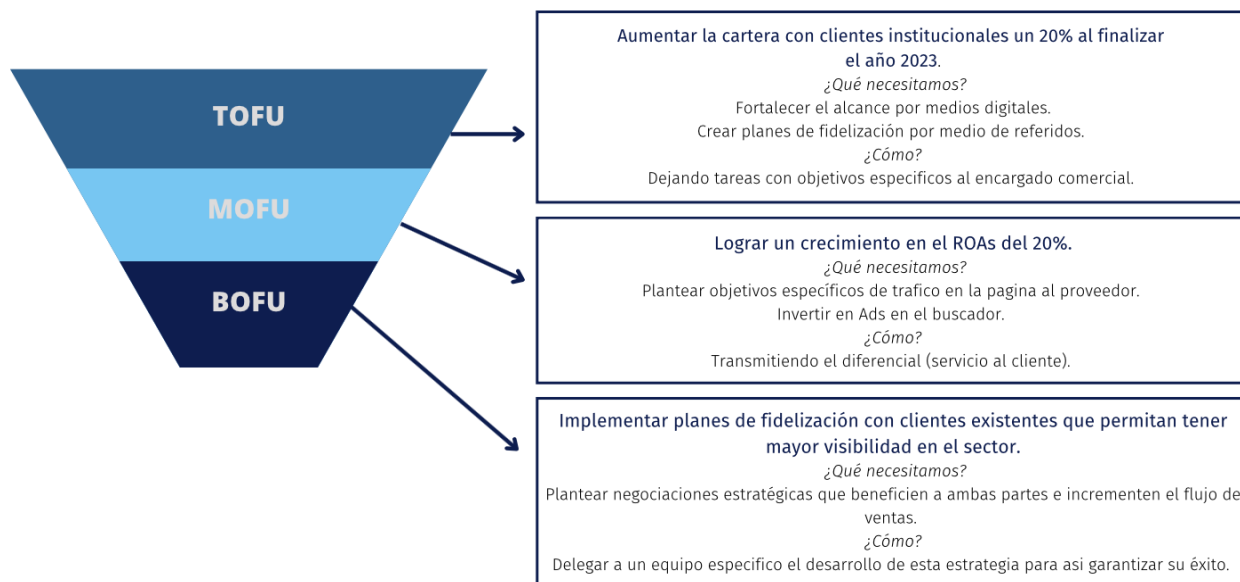 TOFU
MOFU
BOFU
Aumentar la cartera con clientes institucionales un 20% al finalizar
el año 2023.
¿Qué necesitamos?
Fortalecer el alcance por medios digitales.
Crear planes de fidelización por medio de referidos.
¿Cómo?
Dejando tareas con objetivos especificos al encargado comercial.
Lograr un crecimiento en el ROAs del 20%.
¿Qué necesitamos?
Plantear objetivos específicos de trafico en la pagina al proveedor.
Invertir en Ads en el buscador.
¿Cómo?
Transmitiendo el diferencial (servicio al cliente).
Implementar planes de fidelización con clientes existentes que permitan tener
mayor visibilidad en el sector.
¿Qué necesitamos?
Plantear negociaciones estratégicas que beneficien a ambas partes e incrementen el flujo de
ventas.
¿Cómo?
Delegar a un equipo especifico el desarrollo de esta estrategia para asi garantizar su éxito.